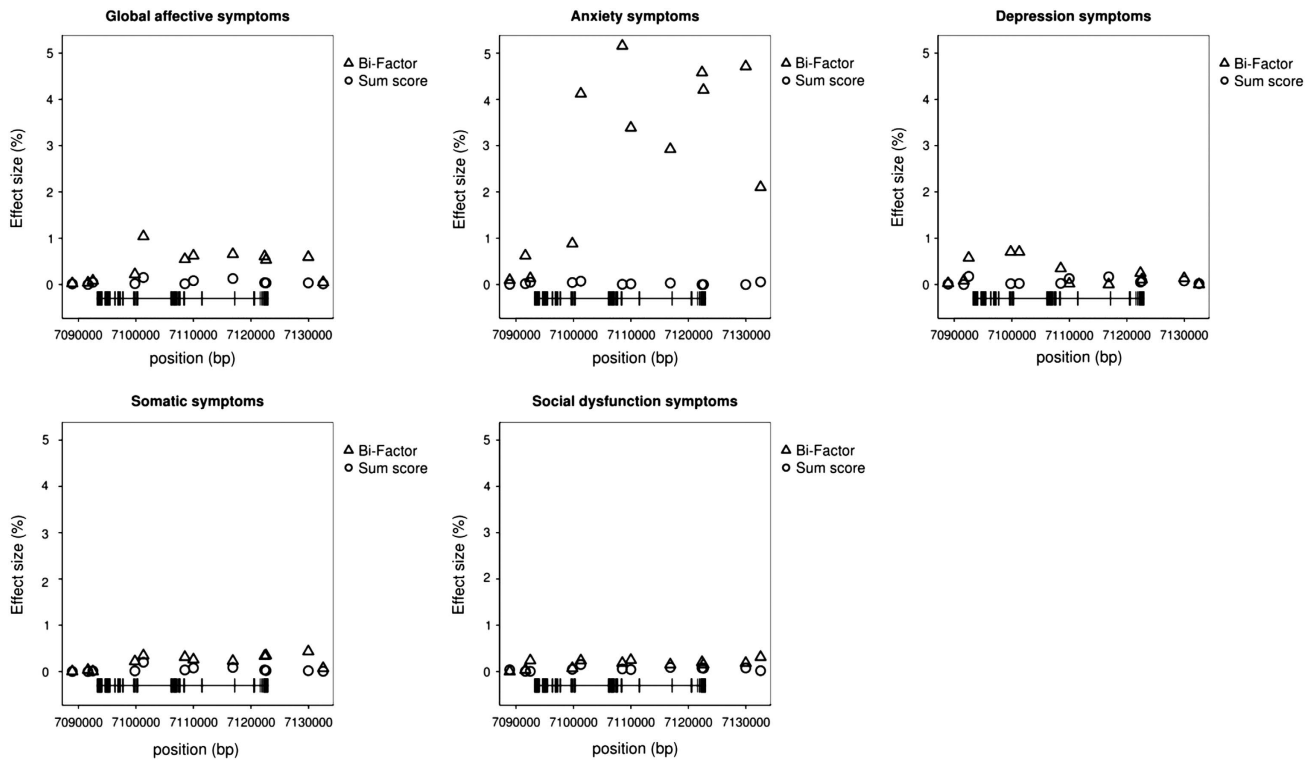 Global affective symptoms
Effect size (%)
5
4
3
2
1
0
7090000 7100000 7110000 7120000 7130000
position (bp)
Bi-Factor
Sum score
Anxiety symptoms
Effect size (%)
5
4
3
2
1
0
7090000 7100000 7110000 7120000 7130000
position (bp)
Bi-Factor
Sum score
Depression symptoms
Effect size (%)
5
4
3
2
1
0
7090000 7100000 7110000 7120000 7130000
position (bp)
Bi-Factor
Sum score
Somatic symptoms
Effect size (%)
5
4
3
2
1
0
7090000 7100000 7110000 7120000 7130000
position (bp)
Bi-Factor
Sum score
Social dysfunction symptoms
Effect size (%)
5
4
3
2
1
0
7090000 7100000 7110000 7120000 7130000
position (bp)
Bi-Factor
Sum score